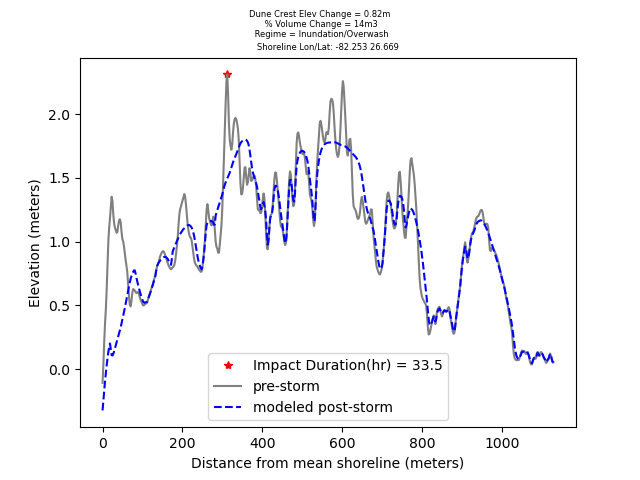 Dune Crest Elev Change = 0.82m
% Volume Change = 14m3
Regime = Inundation/Overwash
Shoreline Lon/Lat: -82.253 26.669
2.0
1.5
1.0
0.5
0.0
Elevation (meters)
Impact Duration(hr) = 33.5
pre-storm
modeled post-storm
0 200 400 600 800 1000
Distance from mean shoreline (meters)